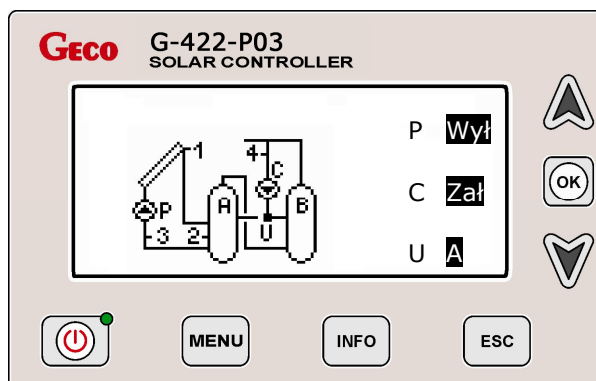 GECO G-422-P03
SOLAR CONTROLLER
P Wył
C Zał
U A
1
4
C
A
B
P
3
2
U
OK
MENU
INFO
ESC